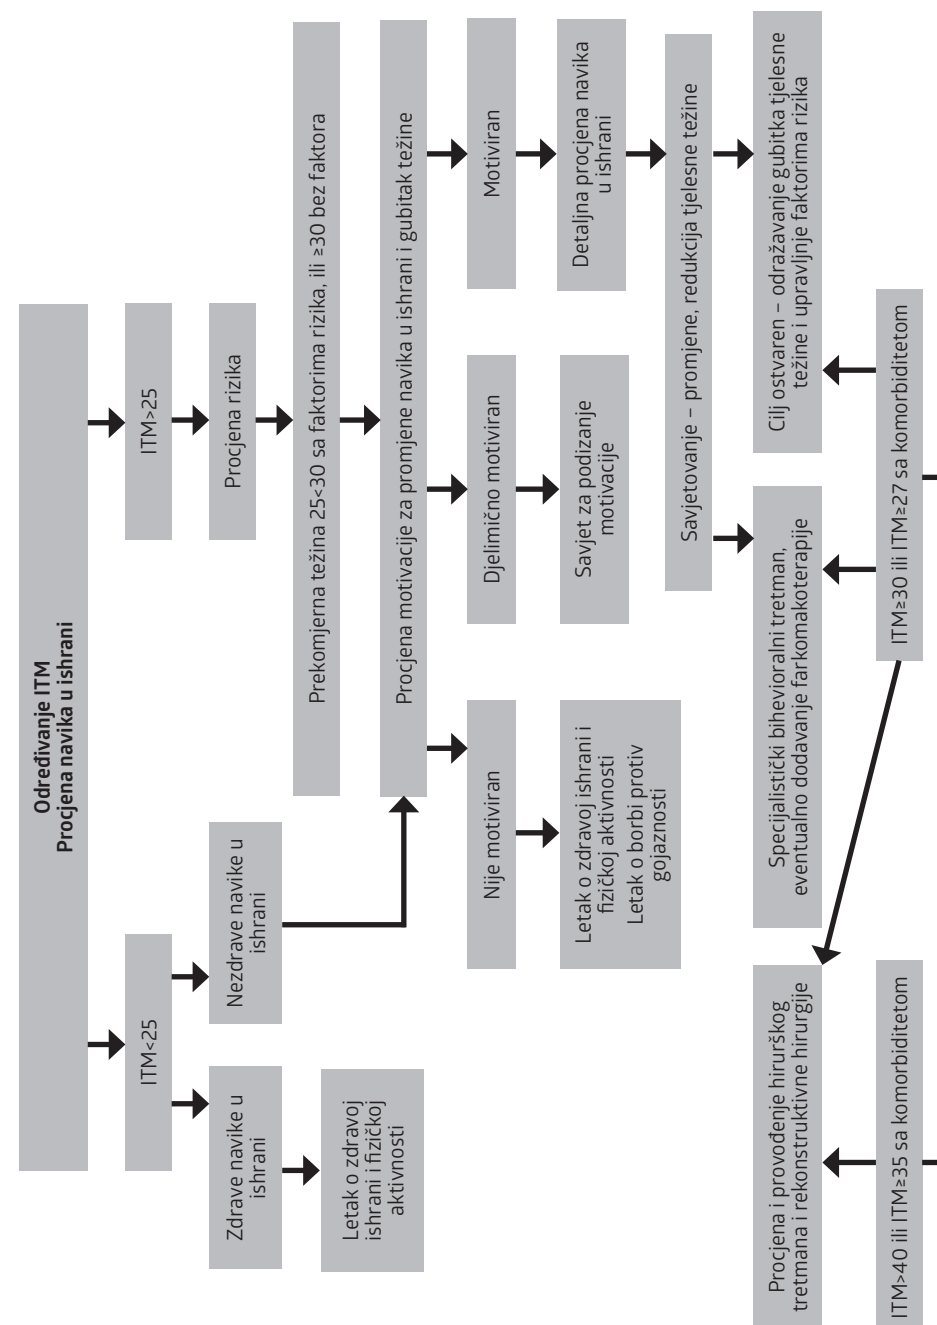 Određivanje ITM
Procjena navika u ishrani
ITM<25
ITM>25
Zdrave navike u
ishrani
Nezdrave navike u
ishrani
Procjena rizika
Letak o zdravoj
ishrani i fizičkoj
aktivnosti
Prekomjerna težina 25<30 sa faktorima rizika, ili ≥30 bez faktora
Procjena motivacije za promjene navika u ishrani i gubitak težine
Nije motiviran
Djelimično motiviran
Motiviran
Letak o zdravoj ishrani i
fizičkoj aktivnosti
Letak o borbi protiv
gojaznosti
Savjet za podizanje
motivacije
Detaljna procjena navika
u ishrani
Savjetovanje – promjene, redukcija tjelesne težine
Procjena i provođenje hirurškog
tretmana i rekonstruktivne hirurgije
Specijalistički bihevioralni tretman,
eventualno dodavanje farkomakoterapije
Cilj ostvaren – odražavanje gubitka tjelesne
težine i upravljnje faktorima rizika
ITM>40 ili ITM≥35 sa komorbiditetom
ITM≥30 ili ITM≥27 sa komorbiditetom